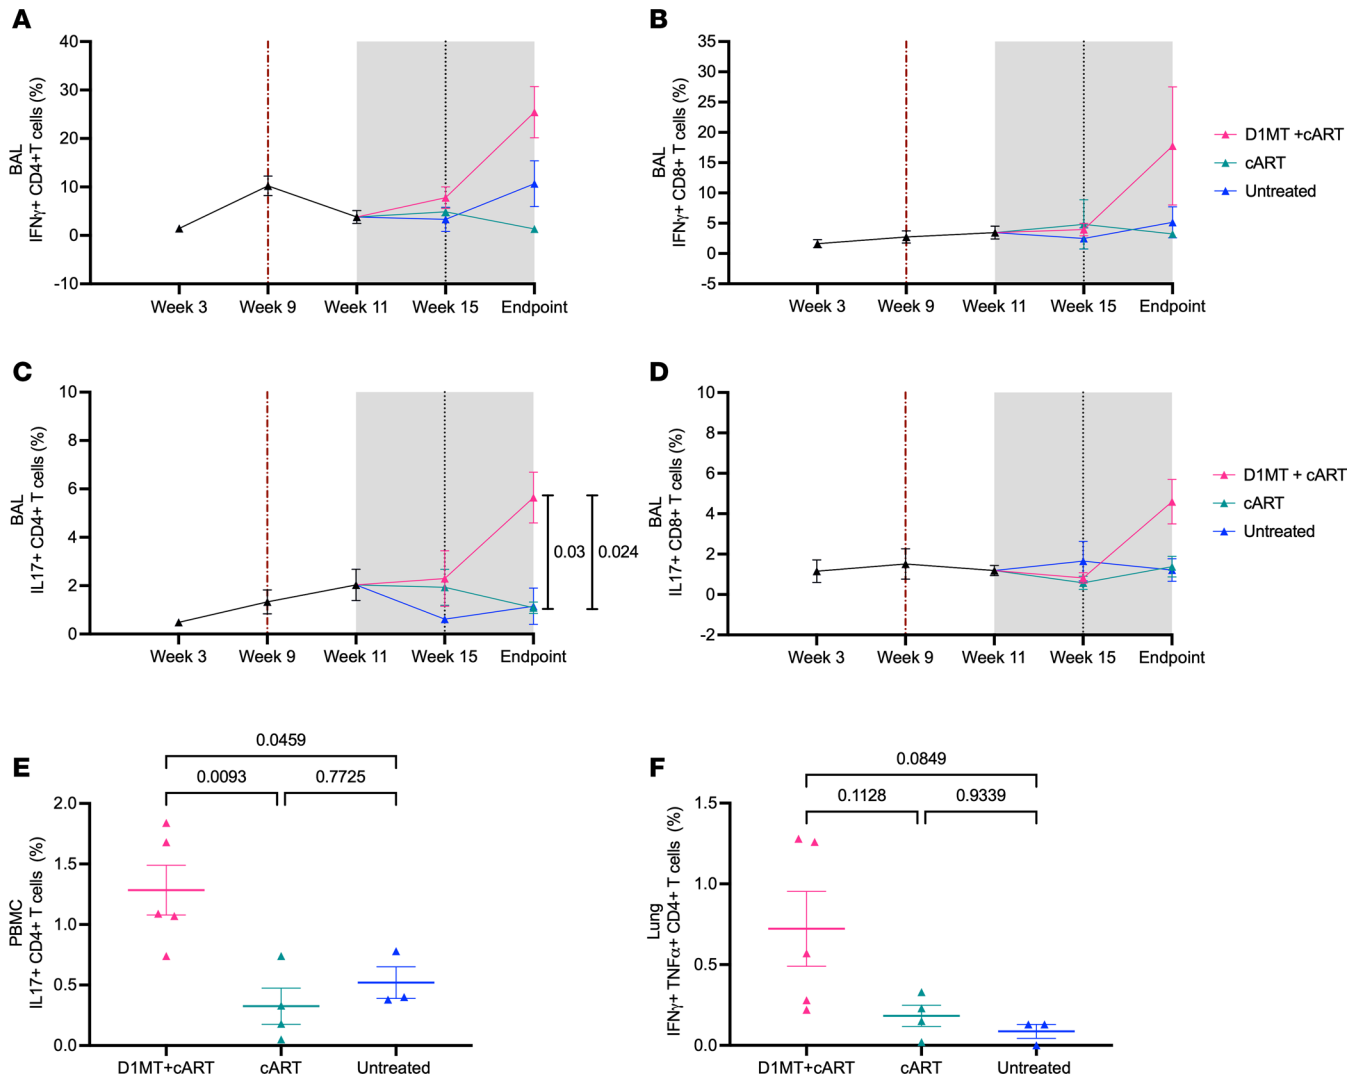 A
BAL
IFNγ+ CD4+T cells (%)
40
30
20
10
0
-10
Week 3 Week 9 Week 11 Week 15 Endpoint
B
BAL
IFNγ+ CD8+ T cells (%)
35
30
25
20
15
10
5
0
-5
Week 3 Week 9 Week 11 Week 15 Endpoint
D1MT +cART
cART
Untreated
C
BAL
IL17+ CD4+ T cells (%)
10
8
6
4
2
0
0.03 0.024
Week 3 Week 9 Week 11 Week 15 Endpoint
D
BAL
IL17+ CD8+ T cells (%)
10
8
6
4
2
0
-2
Week 3 Week 9 Week 11 Week 15 Endpoint
D1MT + cART
cART
Untreated
E
PBMC
IL17+ CD4+ T cells (%)
0.0459
0.0093 0.7725
2.0
1.5
1.0
0.5
0.0
D1MT+cART cART Untreated
F
Lung
IFNγ+ TNFα+ CD4+ T cells (%)
0.0849
0.1128 0.9339
1.5
1.0
0.5
0.0
D1MT+cART cART Untreated